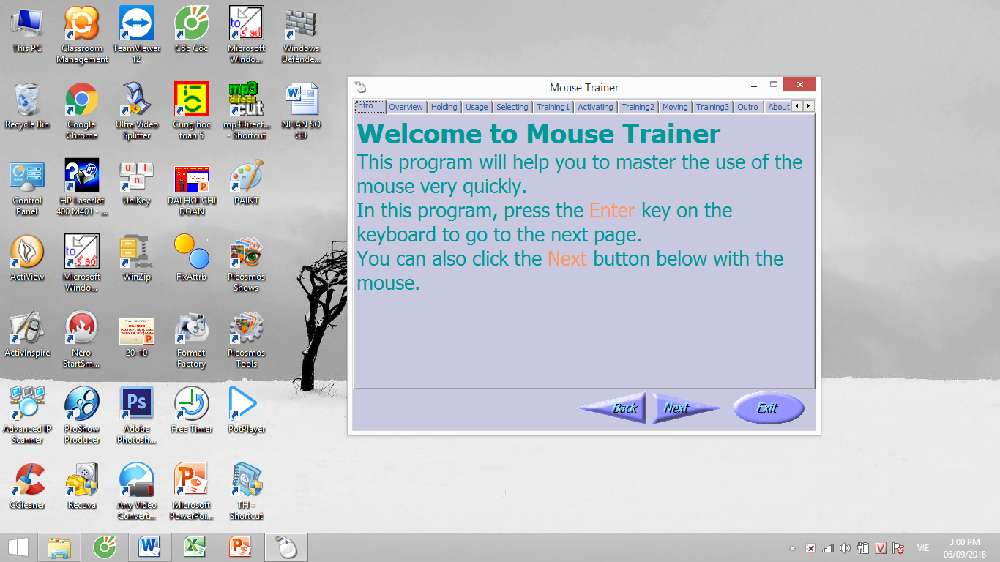 This PC
Classroom
Management
TeamViewer
12
Cốc Cốc
Microsoft
Windo...
Windows
Defende...
Recycle Bin
Google
Chrome
Ultra Video
Splitter
Cung hoc
toan 5
mp3Direct...
- Shortcut
NHAN SO
CĐ
Control
Panel
HP LaserJet
400 M401 - ...
UniKey
DAI HOI CHI
DOAN
PAINT
ActiView
Microsoft
Windo...
WinZip
FixAttrb
Picosmos
Shows
ActivInspire
Nero
StartSm...
20-10
Format
Factory
Picosmos
Tools
Advanced IP
Scanner
ProShow
Producer
Adobe
Photosh...
Free Timer
PotPlayer
CCleaner
Recuva
Any Video
Convert...
Microsoft
PowerPoi...
TH -
Shortcut
mp3
direct
cut
Ps
Mouse Trainer
Intro Overview Holding Usage Selecting Training1 Activating Training2 Moving Training3 Outro About
Welcome to Mouse Trainer
This program will help you to master the use of the
mouse very quickly.
In this program, press the Enter key on the
keyboard to go to the next page.
You can also click the Next button below with the
mouse.
Back Next Exit
VIE
3:00 PM
06/09/2018